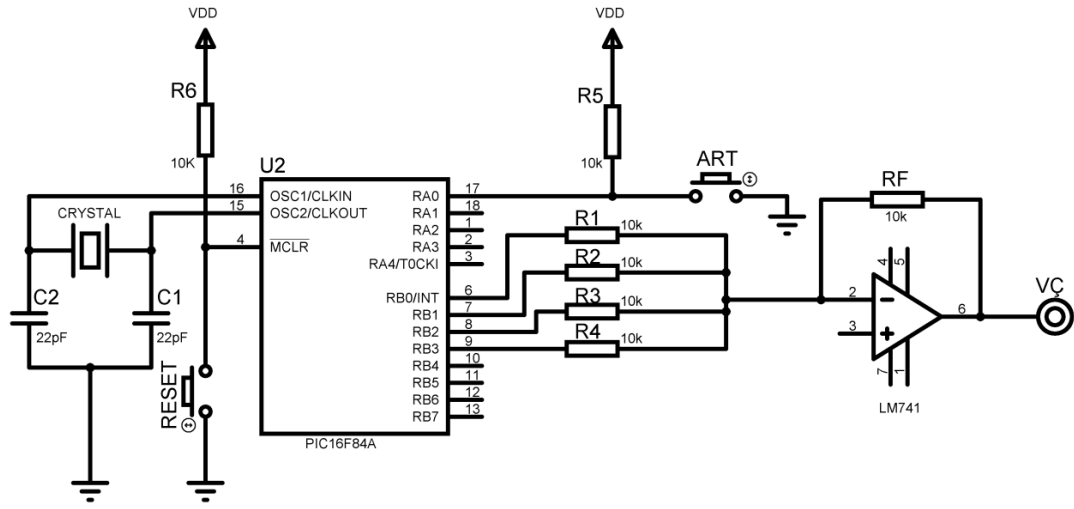 VDD
VDD
R6
10K
R5
10k
U2
ART
RF
10k
16
OSC1/CLKIN
15
OSC2/CLKOUT
4
MCLR
RA0
17
RA1
18
RA2
1
RA3
2
RA4/T0CKI
3
RB0/INT
6
RB1
7
RB2
8
RB3
9
RB4
10
RB5
11
RB6
12
RB7
13
PIC16F84A
CRYSTAL
C2
22pF
C1
22pF
RESET
R1
10k
R2
10k
R3
10k
R4
10k
4
5
2
3
6
7
1
LM741
VÇ